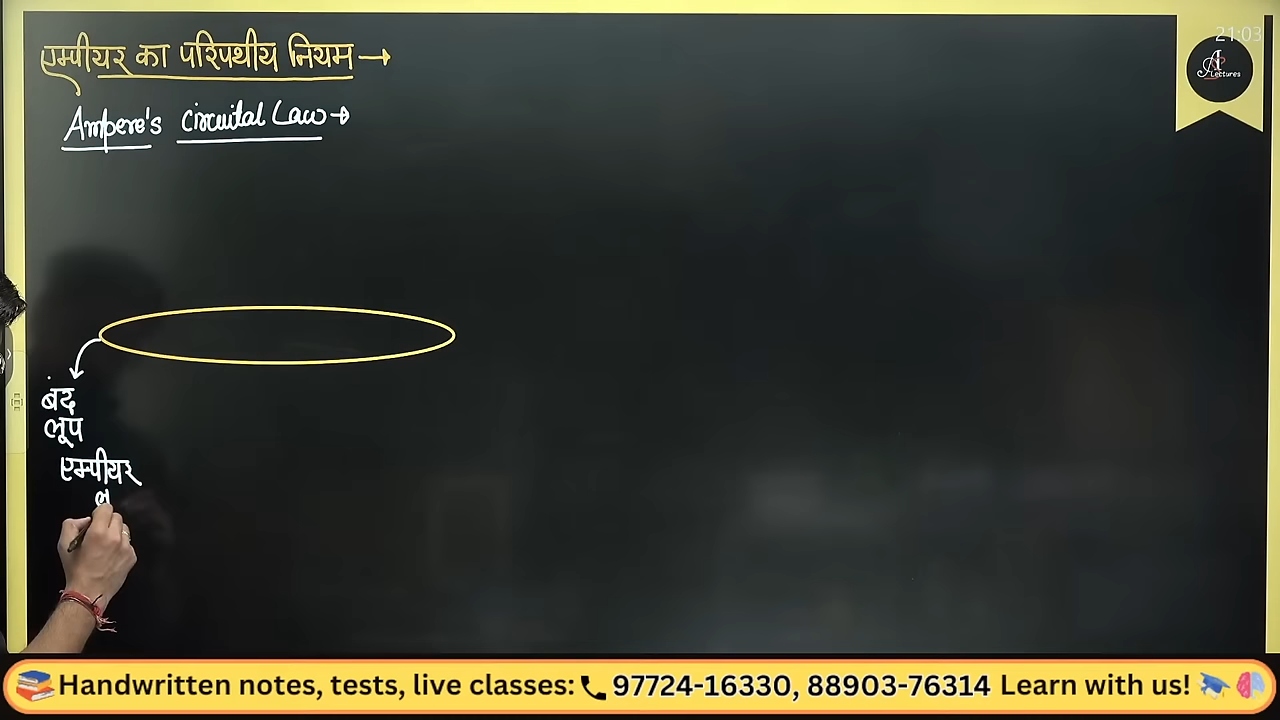 एम्पीयर का परिपथीय नियम →
21:03
A Lectures
Ampere's circuital Law →
बंद
लूप
एम्पीयर
Handwritten notes, tests, live classes: 97724-16330, 88903-76314 Learn with us!